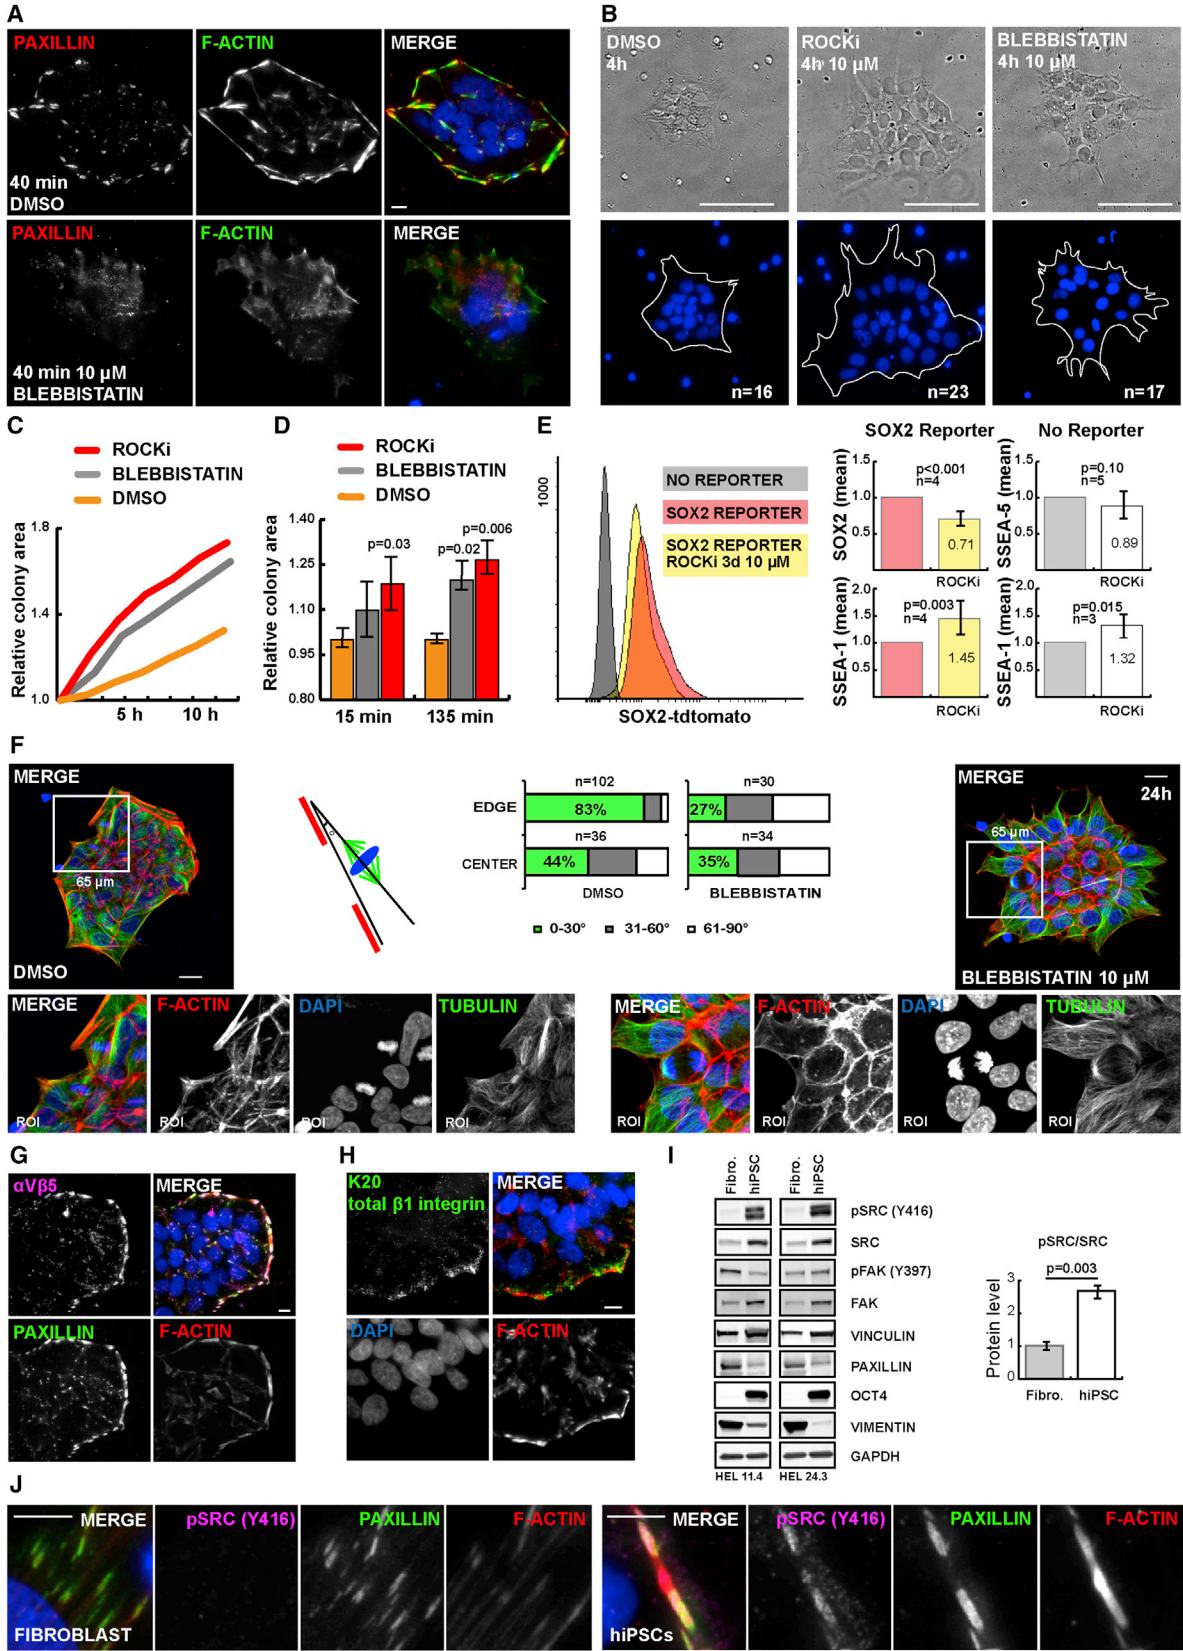 A
PAXILLIN
F-ACTIN
MERGE
40 min
DMSO
PAXILLIN
F-ACTIN
MERGE
40 min 10 µM
BLEBBISTATIN
B
DMSO
4h
ROCKi
4h 10 µM
BLEBBISTATIN
4h 10 µM
n=16
n=23
n=17
C
ROCKi
BLEBBISTATIN
DMSO
Relative colony area
1.8
1.4
1.0
5 h
10 h
D
ROCKi
BLEBBISTATIN
DMSO
Relative colony area
1.40
1.25
1.10
0.95
0.80
p=0.03
p=0.02
p=0.006
15 min
135 min
E
1000
NO REPORTER
SOX2 REPORTER
SOX2 REPORTER
ROCKi 3d 10 µM
SOX2-tdtomato
SOX2 Reporter
SOX2 (mean)
1.5
1.0
0.5
p<0.001
n=4
0.71
ROCKi
No Reporter
SSEA-5 (mean)
1.5
1.0
0.5
p=0.10
n=5
0.89
ROCKi
SSEA-1 (mean)
2.0
1.5
1.0
0.5
p=0.003
n=4
1.45
ROCKi
SSEA-1 (mean)
2.0
1.5
1.0
0.5
p=0.015
n=3
1.32
ROCKi
F
MERGE
65 µm
DMSO
EDGE
CENTER
n=102
83%
n=36
44%
DMSO
n=30
27%
n=34
35%
BLEBBISTATIN
0-30°
31-60°
61-90°
MERGE
24h
65 µm
BLEBBISTATIN 10 µM
MERGE
ROI
F-ACTIN
ROI
DAPI
ROI
TUBULIN
ROI
MERGE
ROI
F-ACTIN
ROI
DAPI
ROI
TUBULIN
ROI
G
αVβ5
MERGE
PAXILLIN
F-ACTIN
H
K20
total β1 integrin
MERGE
DAPI
F-ACTIN
I
Fibro.
hiPSC
Fibro.
hiPSC
pSRC (Y416)
SRC
pFAK (Y397)
FAK
VINCULIN
PAXILLIN
OCT4
VIMENTIN
GAPDH
HEL 11.4
HEL 24.3
pSRC/SRC
p=0.003
Protein level
3
2
1
0
Fibro.
hiPSC
J
MERGE
FIBROBLAST
pSRC (Y416)
PAXILLIN
F-ACTIN
MERGE
hiPSCs
pSRC (Y416)
PAXILLIN
F-ACTIN